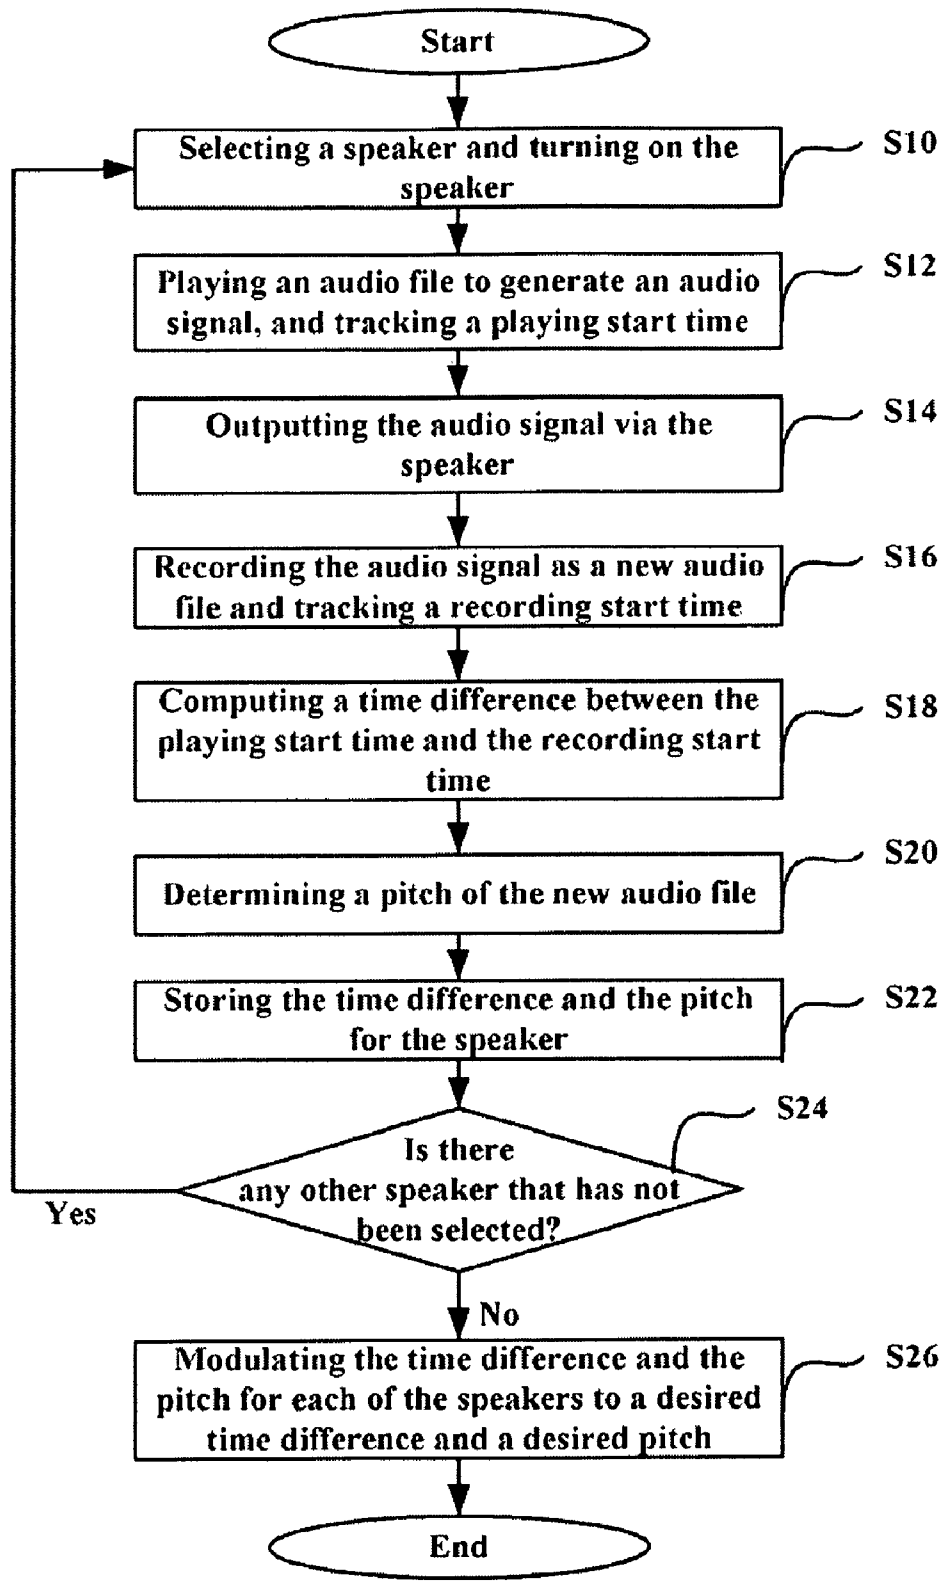 Start
Selecting a speaker and turning on the
speaker
S10
Playing an audio file to generate an audio
signal, and tracking a playing start time
S12
Outputting the audio signal via the
speaker
S14
Recording the audio signal as a new audio
file and tracking a recording start time
S16
Computing a time difference between the
playing start time and the recording start
time
S18
Determining a pitch of the new audio file
S20
Storing the time difference and the pitch
for the speaker
S22
Is there
any other speaker that has not
been selected?
S24
Yes
No
Modulating the time difference and the
pitch for each of the speakers to a desired
time difference and a desired pitch
S26
End